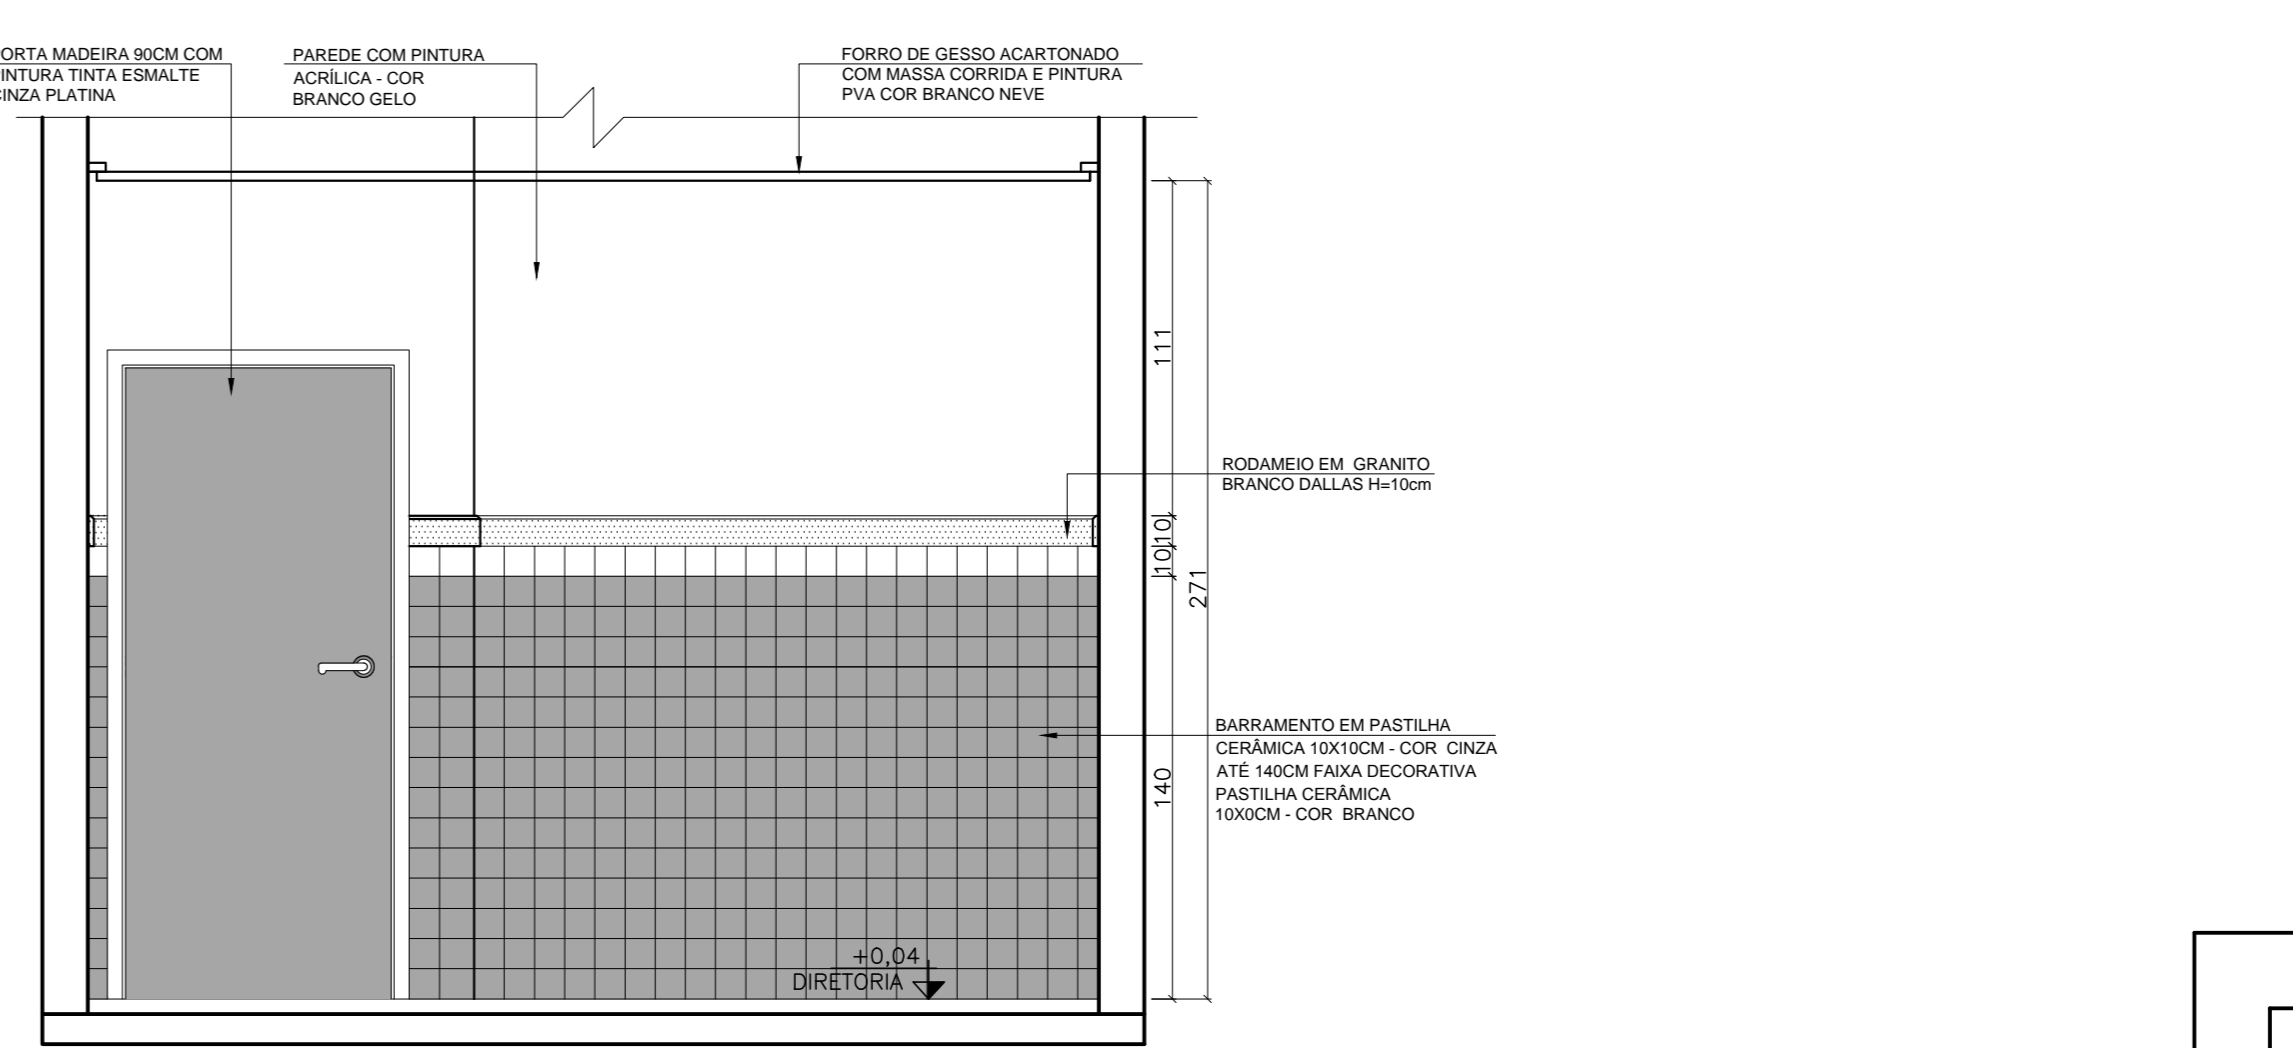 ORTA MADEIRA 90CM COM
INTURA TINTA ESMALTE
CINZA PLATINA
PAREDE COM PINTURA
ACRÍLICA - COR
BRANCO GELO
FORRO DE GESSO ACARTONADO
COM MASSA CORRIDA E PINTURA
PVA COR BRANCO NEVE
111
RODAMEIO EM GRANITO
BRANCO DALLAS H=10cm
10
10
271
BARRAMENTO EM PASTILHA
CERÂMICA 10X10CM - COR CINZA
ATÉ 140CM FAIXA DECORATIVA
PASTILHA CERÂMICA
10X0CM - COR BRANCO
140
+0,04
DIRETORIA